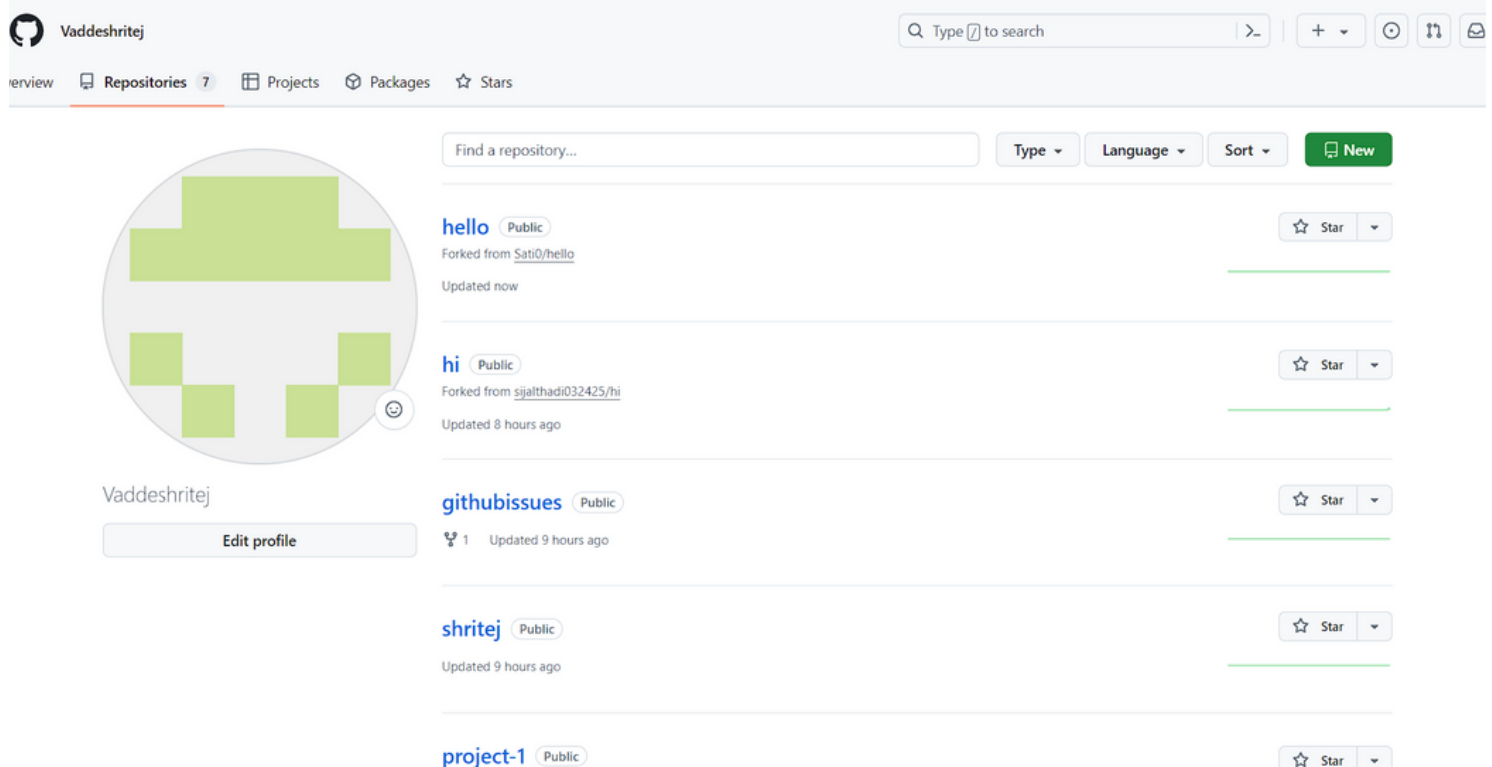 Vaddeshritej
Type / to search
erview Repositories 7 Projects Packages Stars
Find a repository... Type Language Sort New
hello Public Star
Forked from Sati0/hello
Updated now
hi Public Star
Forked from sijalthadi032425/hi
Updated 8 hours ago
Vaddeshritej
Edit profile
githubissues Public Star
1 Updated 9 hours ago
shritej Public Star
Updated 9 hours ago
project-1 Public Star